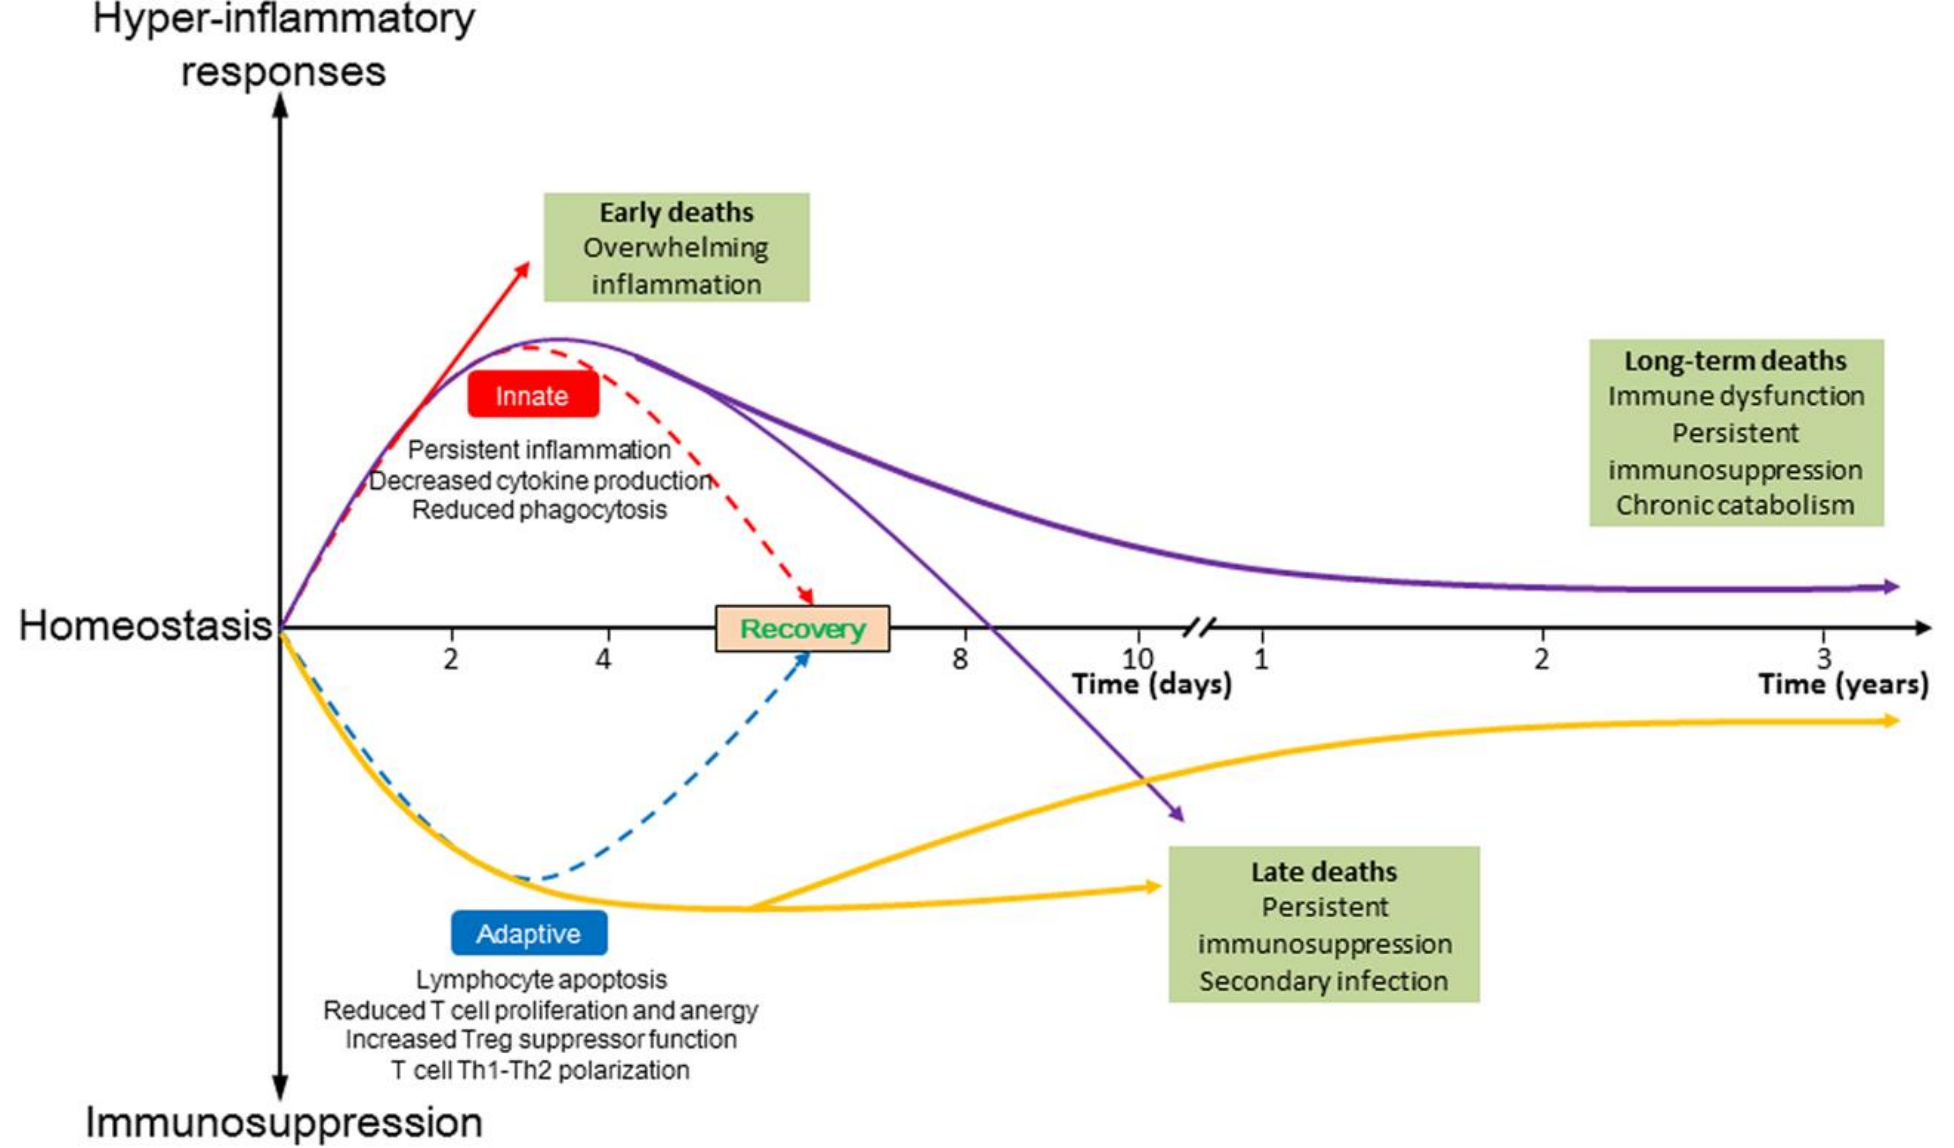 Hyper-inflammatory
responses
Early deaths
Overwhelming
inflammation
Innate
Persistent inflammation
Decreased cytokine production
Reduced phagocytosis
Long-term deaths
Immune dysfunction
Persistent
immunosuppression
Chronic catabolism
Homeostasis
Recovery
2 4 8 10 1 2 3
Time (days) Time (years)
Late deaths
Persistent
immunosuppression
Secondary infection
Adaptive
Lymphocyte apoptosis
Reduced T cell proliferation and anergy
Increased Treg suppressor function
T cell Th1-Th2 polarization
Immunosuppression